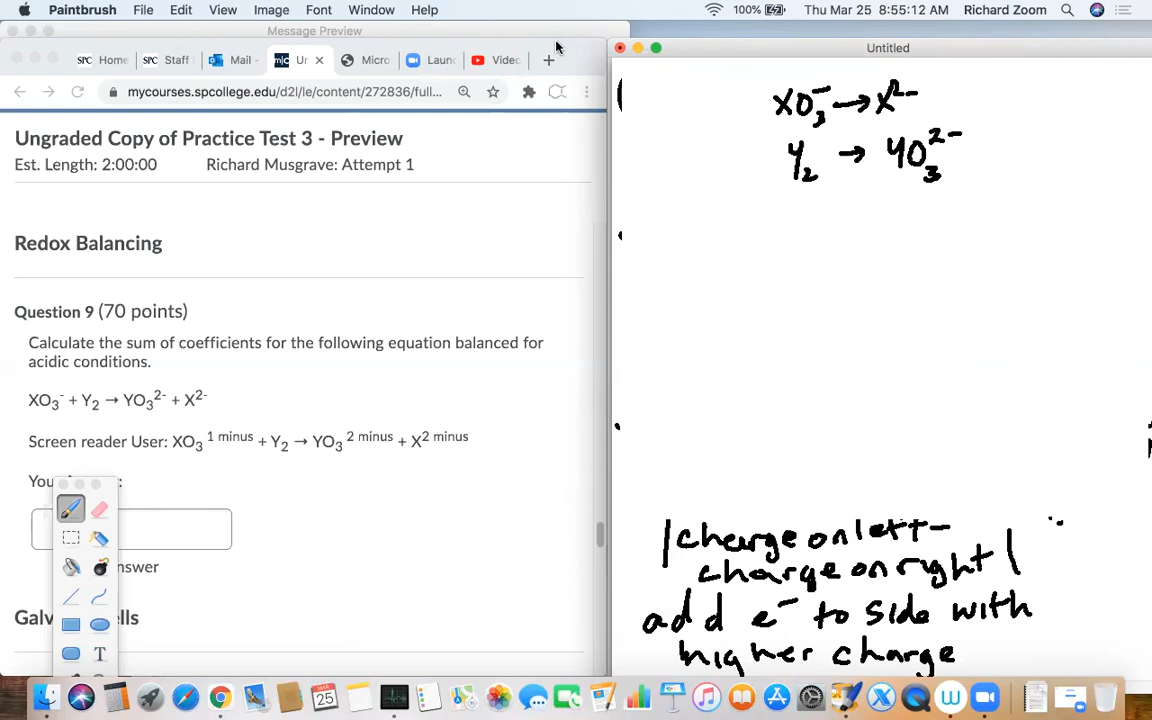 Paintbrush File Edit View Image Font Window Help 100% Thu Mar 25 8:55:12 AM Richard Zoom
Message Preview
SPC Home SPC Staff Mail - Ur Micro Laun Video
mycourses.spcollege.edu/d2l/le/content/272836/full...
Ungraded Copy of Practice Test 3 - Preview
Est. Length: 2:00:00 Richard Musgrave: Attempt 1
Redox Balancing
Question 9 (70 points)
Calculate the sum of coefficients for the following equation balanced for
acidic conditions.
XO₃⁻ + Y₂ → YO₃²⁻ + X²⁻
Screen reader User: XO₃ ¹ ᵐⁱⁿᵘˢ + Y₂ → YO₃ ² ᵐⁱⁿᵘˢ + X² ᵐⁱⁿᵘˢ
You :
nswer
Galv lls
Untitled
XO₃⁻ → X²⁻
Y₂ → YO₃²⁻
|charge on left -
charge on right|
add e⁻ to side with
higher charge